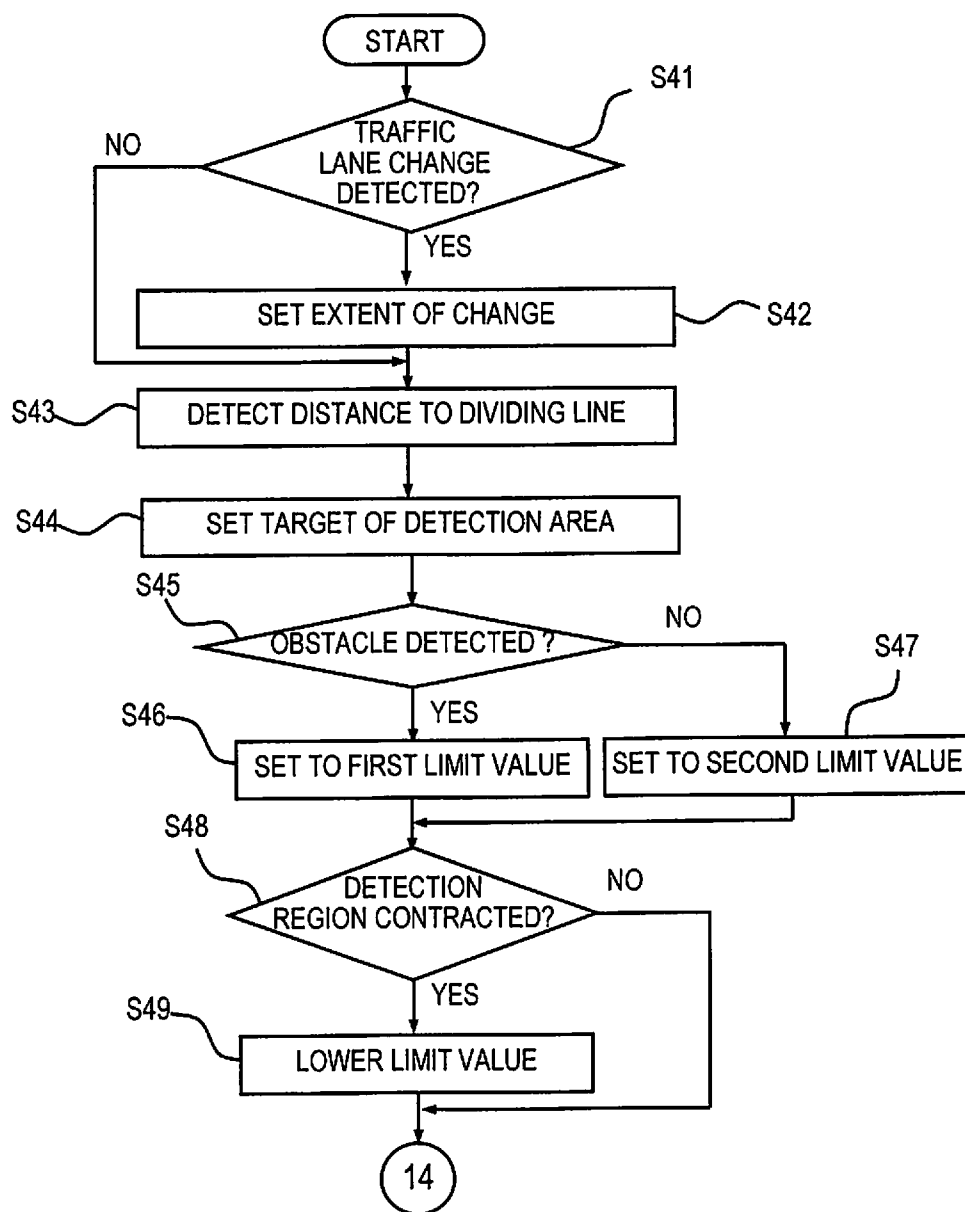 START
S41
TRAFFIC
LANE CHANGE
DETECTED?
NO
YES
SET EXTENT OF CHANGE
S42
S43
DETECT DISTANCE TO DIVIDING LINE
S44
SET TARGET OF DETECTION AREA
S45
OBSTACLE DETECTED ?
NO
S47
YES
S46
SET TO FIRST LIMIT VALUE
SET TO SECOND LIMIT VALUE
S48
DETECTION
REGION CONTRACTED?
NO
YES
S49
LOWER LIMIT VALUE
14